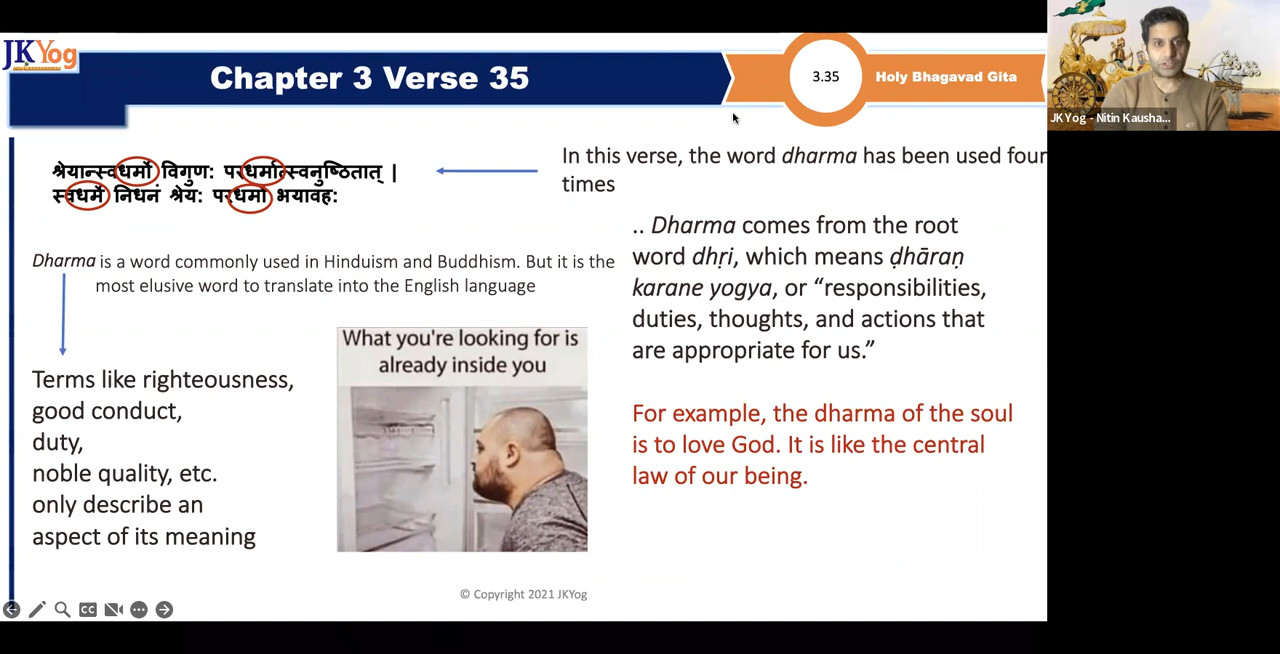 JKYog
Chapter 3 Verse 35
3.35
Holy Bhagavad Gita
JKYog - Nitin Kausha...
श्रेयान्स्वधर्मो विगुण: परधर्मान्स्वनुष्ठितात् |
स्वधर्मे निधनं श्रेय: परधर्मो भयावह:
In this verse, the word dharma has been used four
times
Dharma is a word commonly used in Hinduism and Buddhism. But it is the
most elusive word to translate into the English language
.. Dharma comes from the root
word dhṛi, which means ḍhāraṇ
karane yogya, or “responsibilities,
duties, thoughts, and actions that
are appropriate for us.”
What you're looking for is
already inside you
Terms like righteousness,
good conduct,
duty,
noble quality, etc.
only describe an
aspect of its meaning
For example, the dharma of the soul
is to love God. It is like the central
law of our being.
© Copyright 2021 JKYog
CC